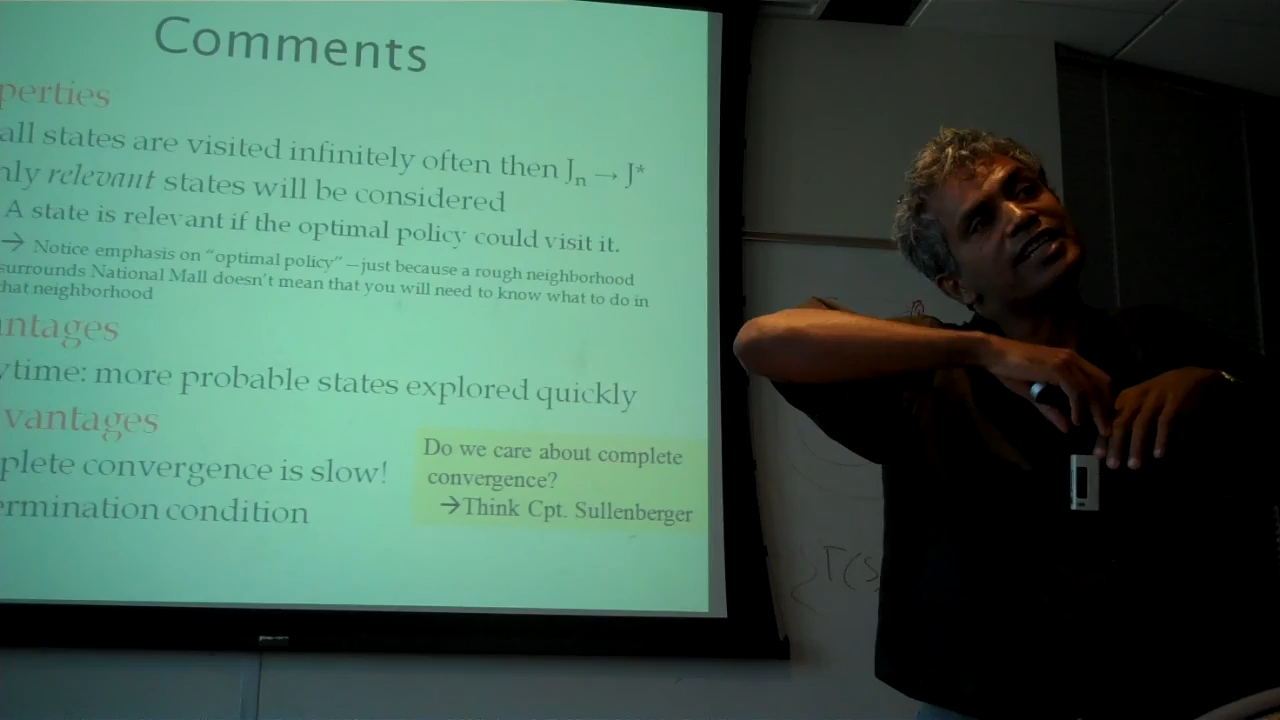 Comments
perties
all states are visited infinitely often then Jn → J*
nly relevant states will be considered
A state is relevant if the optimal policy could visit it.
→ Notice emphasis on “optimal policy”—just because a rough neighborhood
surrounds National Mall doesn’t mean that you will need to know what to do in
hat neighborhood
ntages
ytime: more probable states explored quickly
vantages
plete convergence is slow!
ermination condition
Do we care about complete
convergence?
→Think Cpt. Sullenberger
T(s